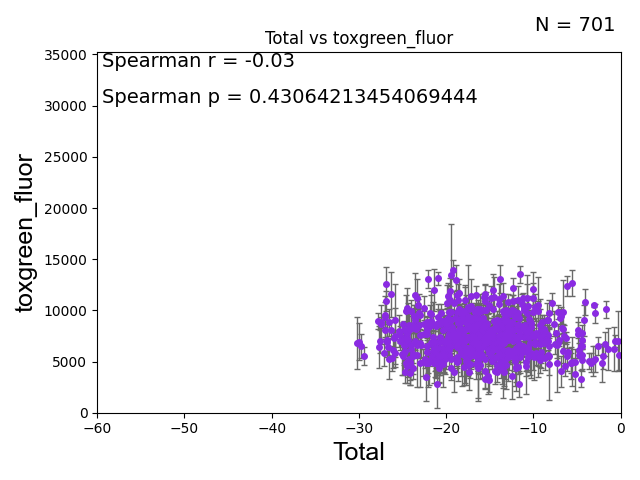 N = 701
Total vs toxgreen_fluor
Spearman r = -0.03
Spearman p = 0.43064213454069444
35000
30000
25000
20000
15000
10000
5000
0
toxgreen_fluor
−60
−50
−40
−30
−20
−10
0
Total